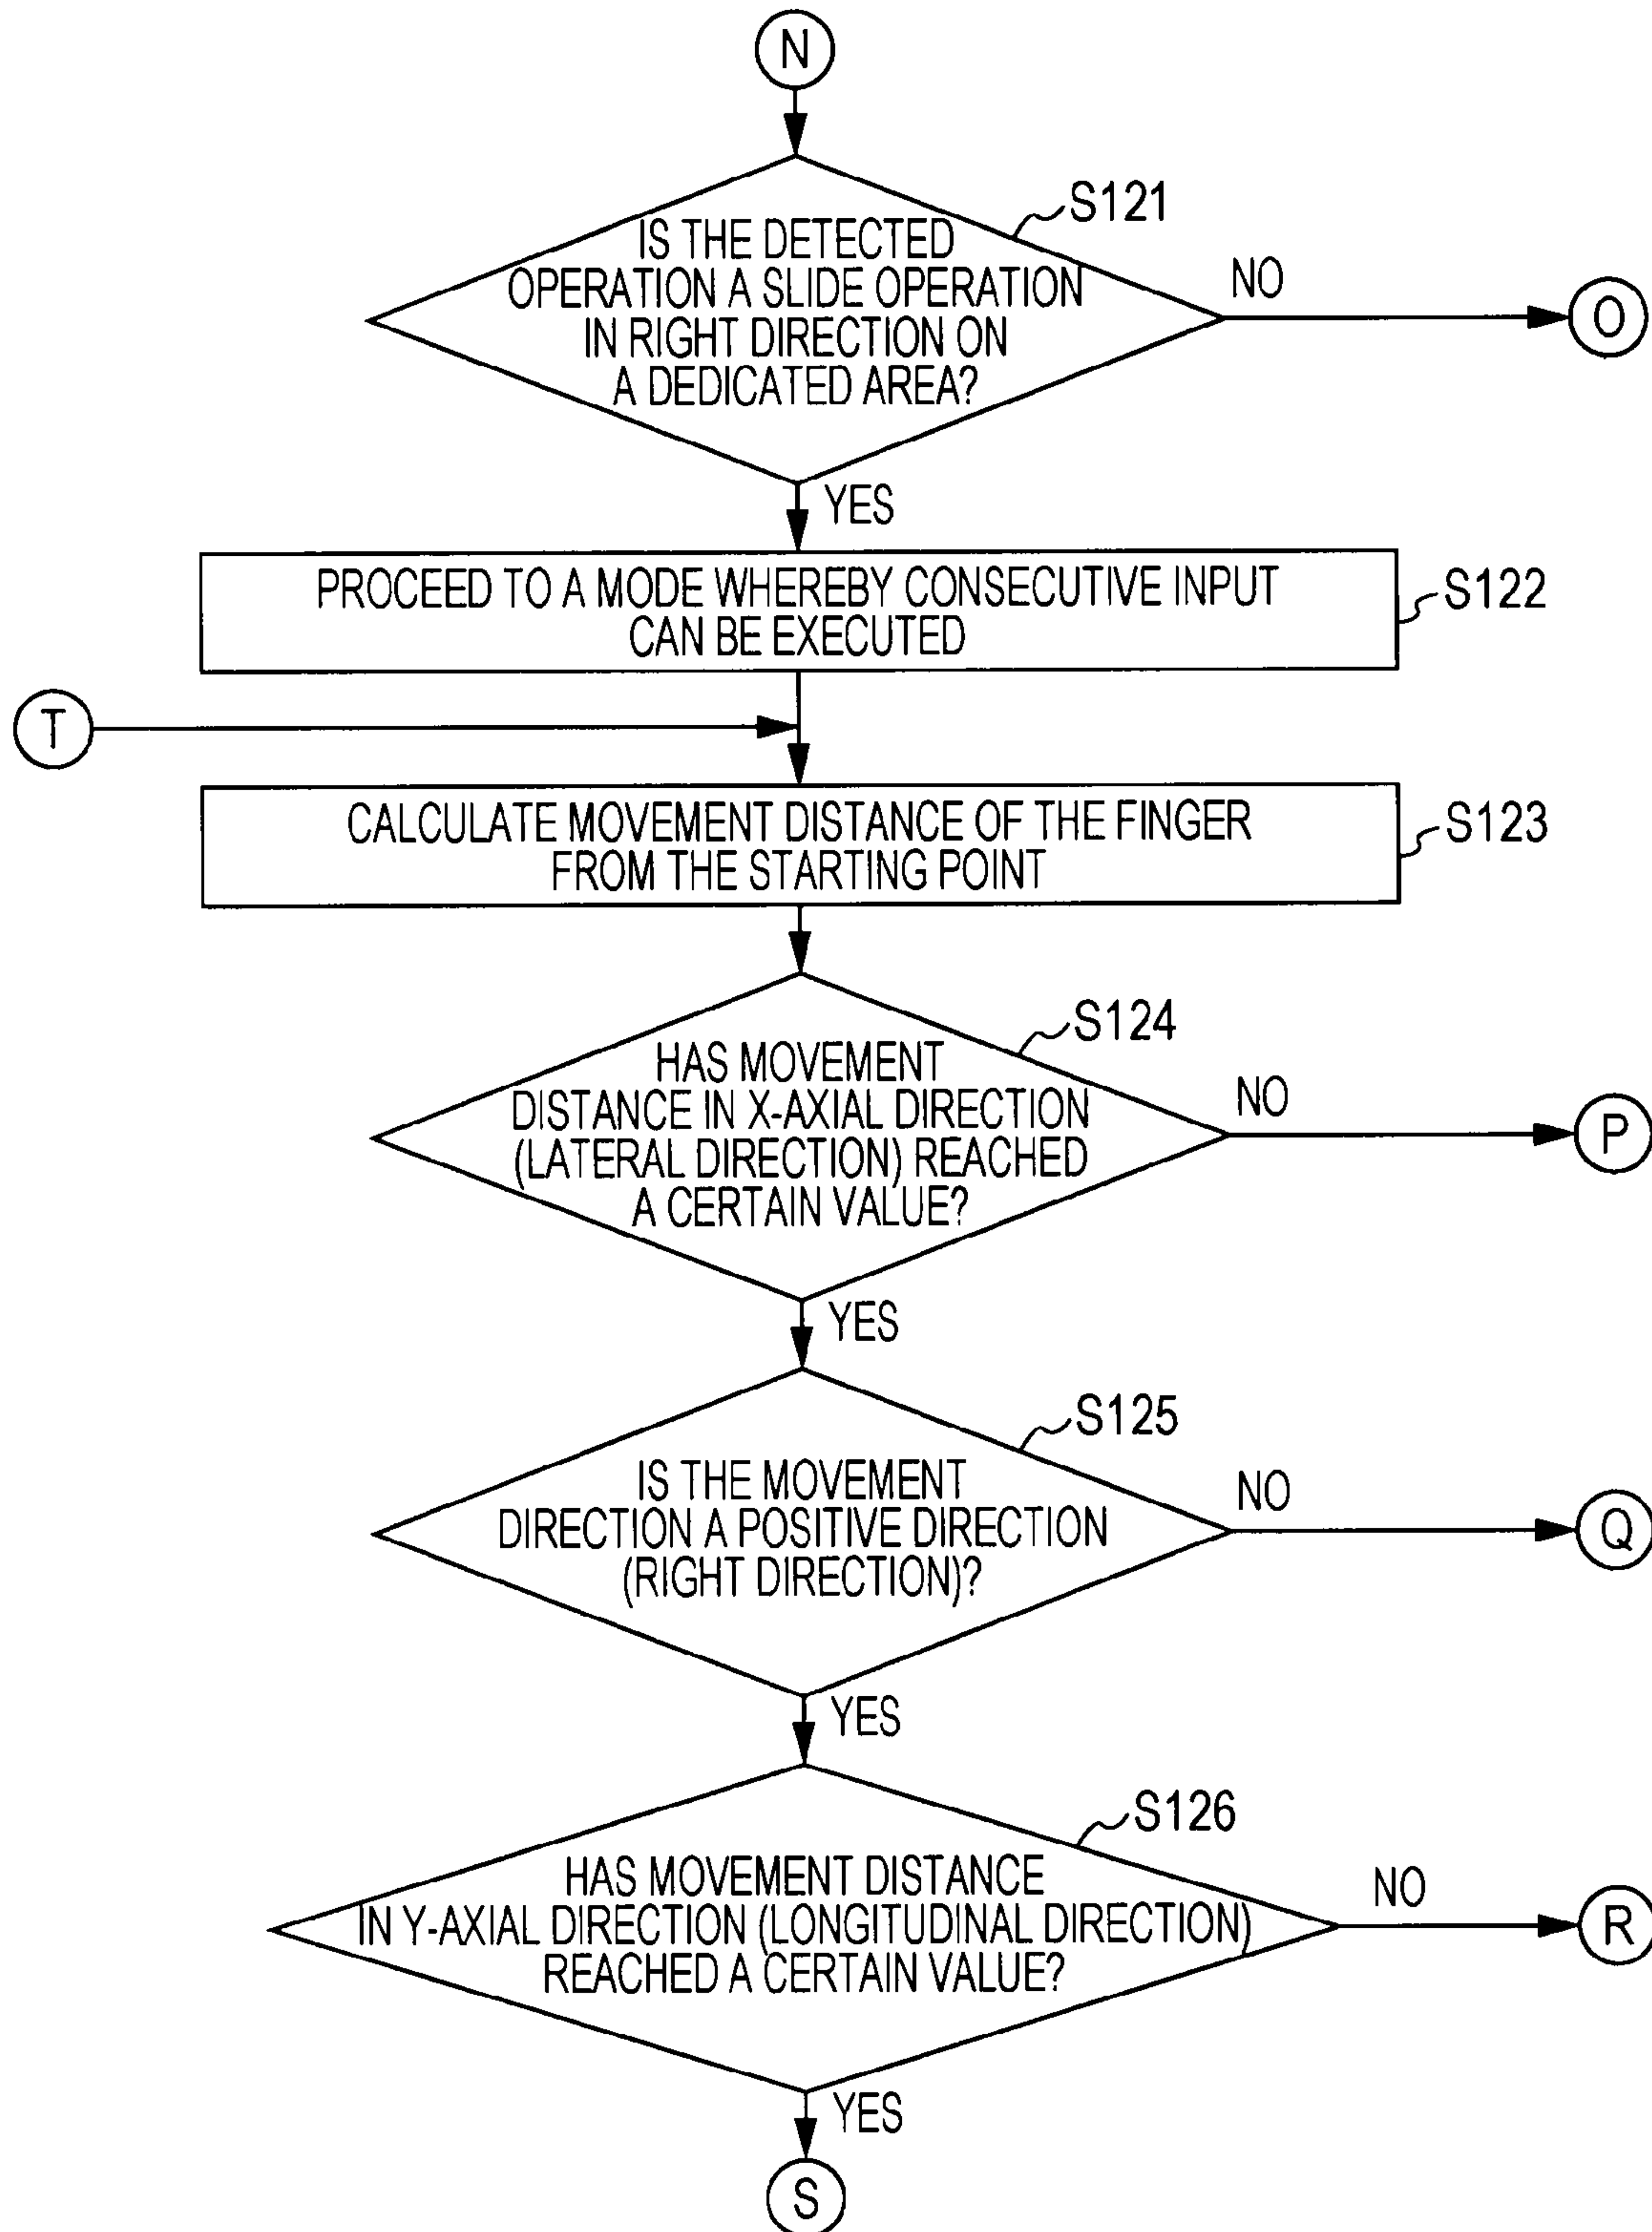 N
S121
IS THE DETECTED
OPERATION A SLIDE OPERATION
IN RIGHT DIRECTION ON
A DEDICATED AREA?
NO
O
YES
PROCEED TO A MODE WHEREBY CONSECUTIVE INPUT
CAN BE EXECUTED
S122
T
CALCULATE MOVEMENT DISTANCE OF THE FINGER
FROM THE STARTING POINT
S123
S124
HAS MOVEMENT
DISTANCE IN X-AXIAL DIRECTION
(LATERAL DIRECTION) REACHED
A CERTAIN VALUE?
NO
P
YES
S125
IS THE MOVEMENT
DIRECTION A POSITIVE DIRECTION
(RIGHT DIRECTION)?
NO
Q
YES
S126
HAS MOVEMENT DISTANCE
IN Y-AXIAL DIRECTION (LONGITUDINAL DIRECTION)
REACHED A CERTAIN VALUE?
NO
R
YES
S